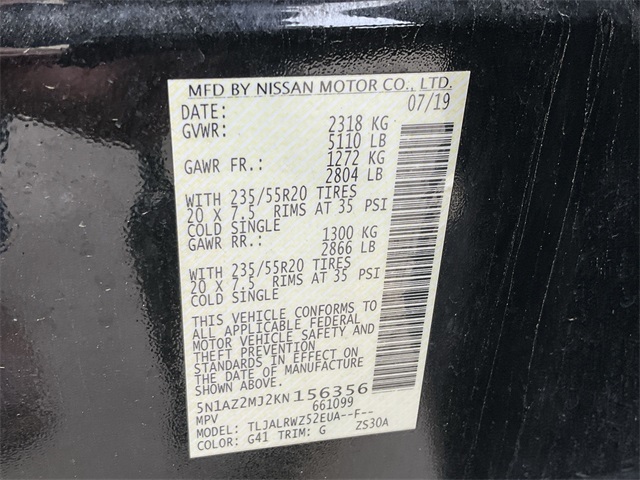 MFD BY NISSAN MOTOR CO., LTD.
DATE: 07/19
GVWR: 2318 KG
5110 LB
GAWR FR.: 1272 KG
2804 LB
WITH 235/55R20 TIRES
20 X 7.5 RIMS AT 35 PSI
COLD SINGLE
GAWR RR.: 1300 KG
2866 LB
WITH 235/55R20 TIRES
20 X 7.5 RIMS AT 35 PSI
COLD SINGLE
THIS VEHICLE CONFORMS TO
ALL APPLICABLE FEDERAL
MOTOR VEHICLE SAFETY AND
THEFT PREVENTION
STANDARDS IN EFFECT ON
THE DATE OF MANUFACTURE
SHOWN ABOVE.
5N1AZ2MJ2KN156356
MPV 661099
MODEL: TLJALRWZ52EUA--F--
COLOR: G41 TRIM: G ZS30A